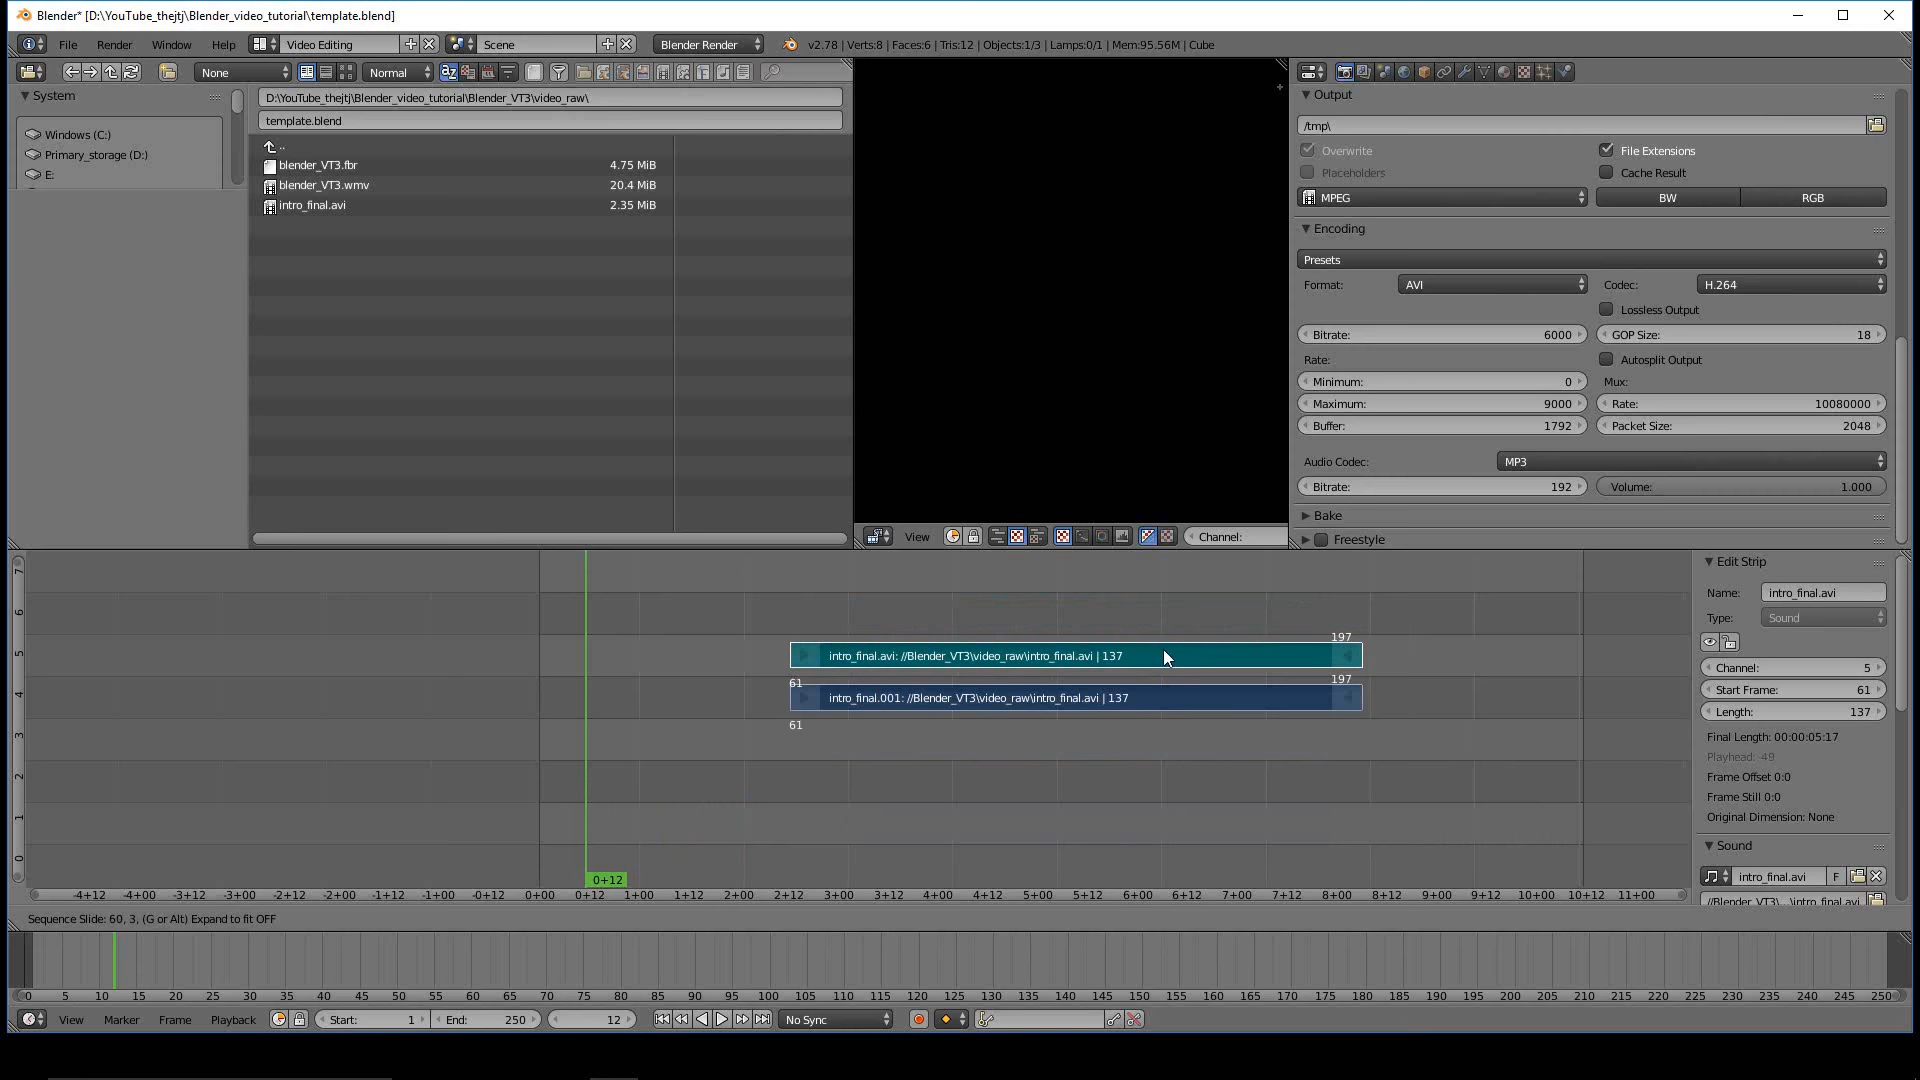 Blender* [D:\YouTube_thejtj\Blender_video_tutorial\template.blend]
File Render Window Help Video Editing Scene Blender Render v2.78 | Verts:8 | Faces:6 | Tris:12 | Objects:1/3 | Lamps:0/1 | Mem:95.56M | Cube
None Normal
System
Windows (C:)
Primary_storage (D:)
E:
D:\YouTube_thejtj\Blender_video_tutorial\Blender_VT3\video_raw\
template.blend
..
blender_VT3.fbr 4.75 MiB
blender_VT3.wmv 20.4 MiB
intro_final.avi 2.35 MiB
View Channel:
Output
/tmp\
Overwrite File Extensions
Placeholders Cache Result
MPEG BW RGB
Encoding
Presets
Format: AVI Codec: H.264
Lossless Output
Bitrate: 6000 GOP Size: 18
Rate: Autosplit Output
Minimum: 0 Mux:
Maximum: 9000 Rate: 10080000
Buffer: 1792 Packet Size: 2048
Audio Codec: MP3
Bitrate: 192 Volume: 1.000
Bake
Freestyle
7
6
5
4
3
2
1
0
197
intro_final.avi: //Blender_VT3\video_raw\intro_final.avi | 137
61 197
intro_final.001: //Blender_VT3\video_raw\intro_final.avi | 137
61
0+12
-4+12 -4+00 -3+12 -3+00 -2+12 -2+00 -1+12 -1+00 -0+12 0+00 0+12 1+00 1+12 2+00 2+12 3+00 3+12 4+00 4+12 5+00 5+12 6+00 6+12 7+00 7+12 8+00 8+12 9+00 9+12 10+00 10+12 11+00
Edit Strip
Name: intro_final.avi
Type: Sound
Channel: 5
Start Frame: 61
Length: 137
Final Length: 00:00:05:17
Playhead: -49
Frame Offset 0:0
Frame Still 0:0
Original Dimension: None
Sound
intro_final.avi F
//Blender_VT3\...\intro_final.avi
Sequence Slide: 60, 3, (G or Alt) Expand to fit OFF
0 5 10 15 20 25 30 35 40 45 50 55 60 65 70 75 80 85 90 95 100 105 110 115 120 125 130 135 140 145 150 155 160 165 170 175 180 185 190 195 200 205 210 215 220 225 230 235 240 245 250
View Marker Frame Playback Start: 1 End: 250 12 No Sync